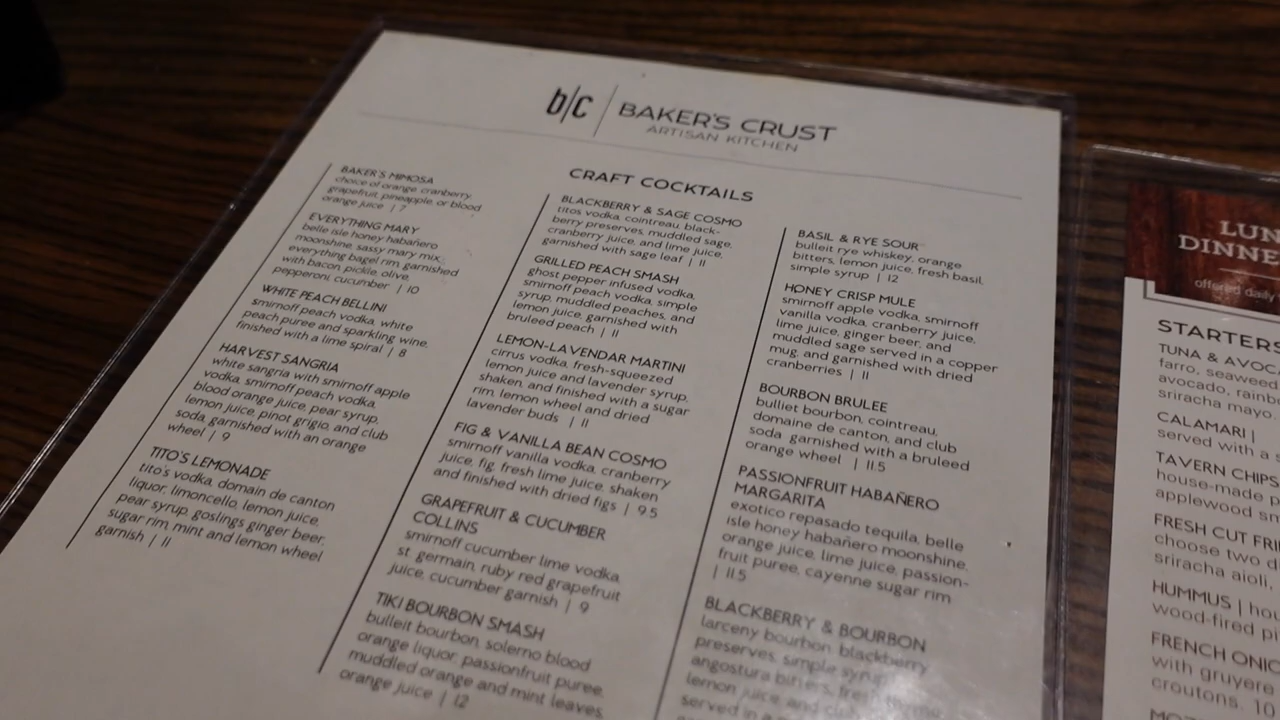 b|c | BAKER'S CRUST
ARTISAN KITCHEN
CRAFT COCKTAILS
BAKER'S MIMOSA
choice of orange, cranberry,
grapefruit, pineapple, or blood
orange juice | 7
EVERYTHING MARY
belle isle honey habañero
moonshine, sassy mary mix,
everything bagel rim, garnished
with bacon, pickle, olive,
pepperoni, cucumber | 10
WHITE PEACH BELLINI
smirnoff peach vodka, white
peach puree and sparkling wine,
finished with a lime spiral | 8
HARVEST SANGRIA
white sangria with smirnoff apple
vodka, smirnoff peach vodka,
blood orange juice, pear syrup,
lemon juice, pinot grigio, and club
soda, garnished with an orange
wheel | 9
TITO'S LEMONADE
tito's vodka, domain de canton
liquor, limoncello, lemon juice,
pear syrup, goslings ginger beer,
sugar rim, mint and lemon wheel
garnish | 11
BLACKBERRY & SAGE COSMO
titos vodka, cointreau, black-
berry preserves, muddled sage,
cranberry juice, and lime juice,
garnished with sage leaf | 11
GRILLED PEACH SMASH
ghost pepper infused vodka,
smirnoff peach vodka, simple
syrup, muddled peaches, and
lemon juice, garnished with
bruleed peach | 11
LEMON-LAVENDAR MARTINI
cirrus vodka, fresh-squeezed
lemon juice and lavender syrup,
shaken, and finished with a sugar
rim, lemon wheel and dried
lavender buds | 11
FIG & VANILLA BEAN COSMO
smirnoff vanilla vodka, cranberry
juice, fig, fresh lime juice, shaken
and finished with dried figs | 9.5
GRAPEFRUIT & CUCUMBER
COLLINS
smirnoff cucumber lime vodka,
st germain, ruby red grapefruit
juice, cucumber garnish | 9
TIKI BOURBON SMASH
bulleit bourbon, solerno blood
orange liquor, passionfruit puree,
muddled orange and mint leaves,
orange juice | 12
BASIL & RYE SOUR
bulleit rye whiskey, orange
bitters, lemon juice, fresh basil,
simple syrup | 12
HONEY CRISP MULE
smirnoff apple vodka, smirnoff
vanilla vodka, cranberry juice,
lime juice, ginger beer, and
muddled sage served in a copper
mug, and garnished with dried
cranberries | 11
BOURBON BRULEE
bulliet bourbon, cointreau,
domaine de canton, and club
soda garnished with a bruleed
orange wheel | 11.5
PASSIONFRUIT HABAÑERO
MARGARITA
exotico repasado tequila, belle
isle honey habañero moonshine,
orange juice, lime juice, passion-
fruit puree, cayenne sugar rim
| 11.5
BLACKBERRY & BOURBON
larceny bourbon, blackberry
preserves, simple syrup,
angostura bitters, fresh
lemon juice and
served in a
LUN
DINNE
offered daily
STARTERS
TUNA & AVOCA
farro, seaweed
avocado, rainb
sriracha mayo
CALAMARI |
served with a s
TAVERN CHIPS
house-made p
applewood sm
FRESH CUT FRI
choose two di
sriracha aioli,
HUMMUS | hou
wood-fired pi
FRENCH ONIC
with gruyere
croutons. 10